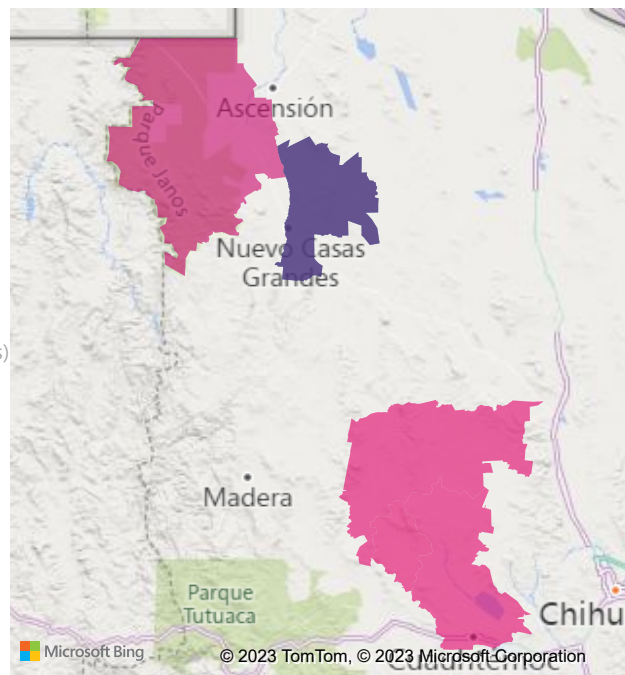 Ascensión
Parque Janos
Nuevo Casas
Grandes
s)
Madera
Parque
Tutuaca
Chihu
Cuauhtémoc
Microsoft Bing
© 2023 TomTom, © 2023 Microsoft Corporation